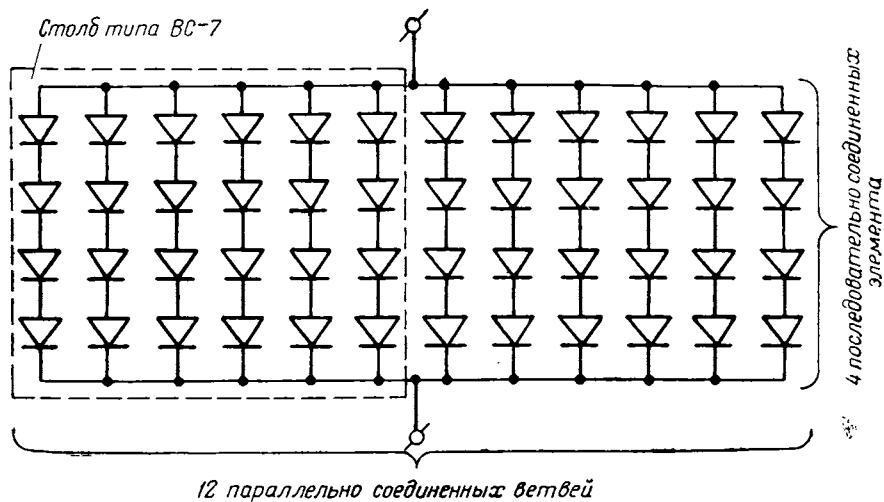 Столб типа ВС-7
4 последовательно соединенных
элемента
12 параллельно соединенных ветвей